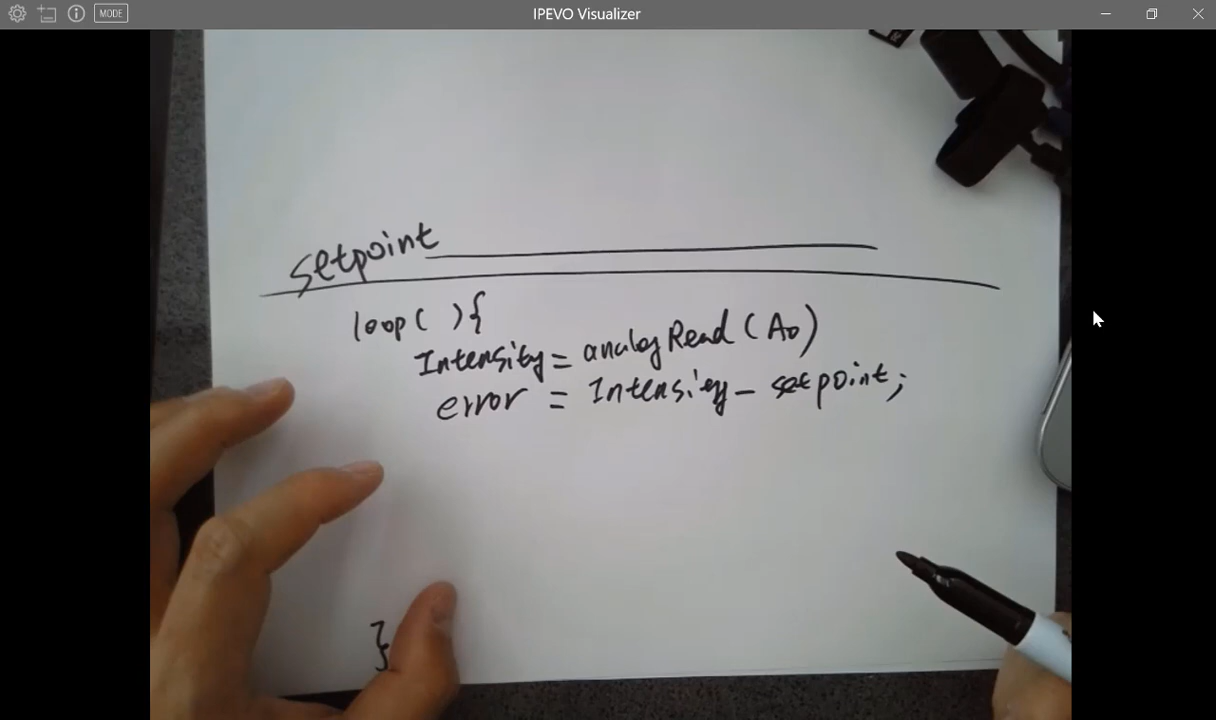 MODE IPEVO Visualizer
setpoint
loop( ){
Intensity = analogRead(A0)
error = Intensity - setpoint;
}